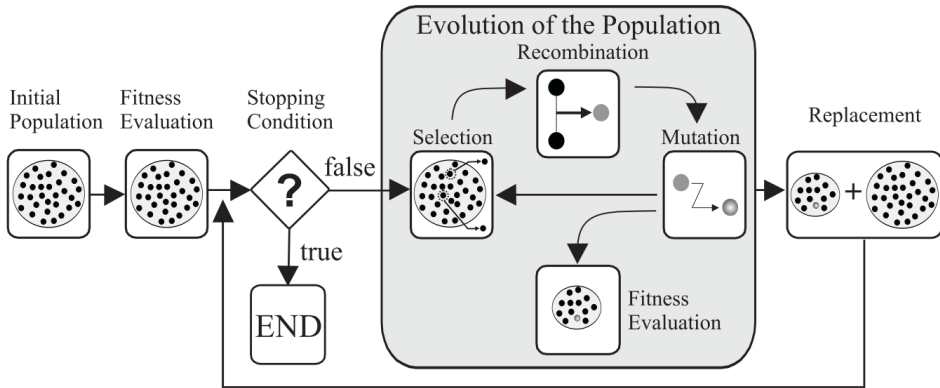 Evolution of the Population
Recombination
Initial
Population
Fitness
Evaluation
Stopping
Condition
?
false
true
END
Selection
Mutation
Fitness
Evaluation
Replacement
+